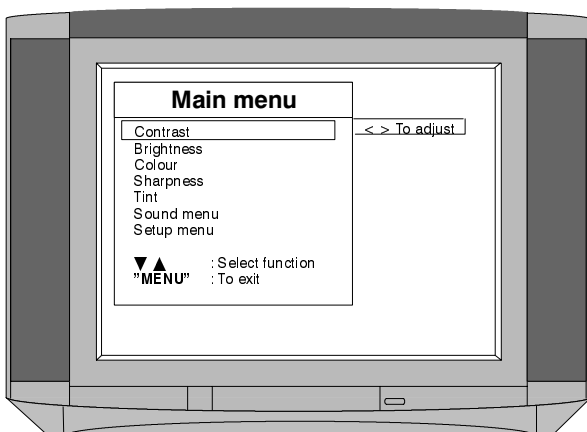 Main menu
Contrast
< > To adjust
Brightness
Colour
Sharpness
Tint
Sound menu
Setup menu
▼ ▲ : Select function
"MENU" : To exit